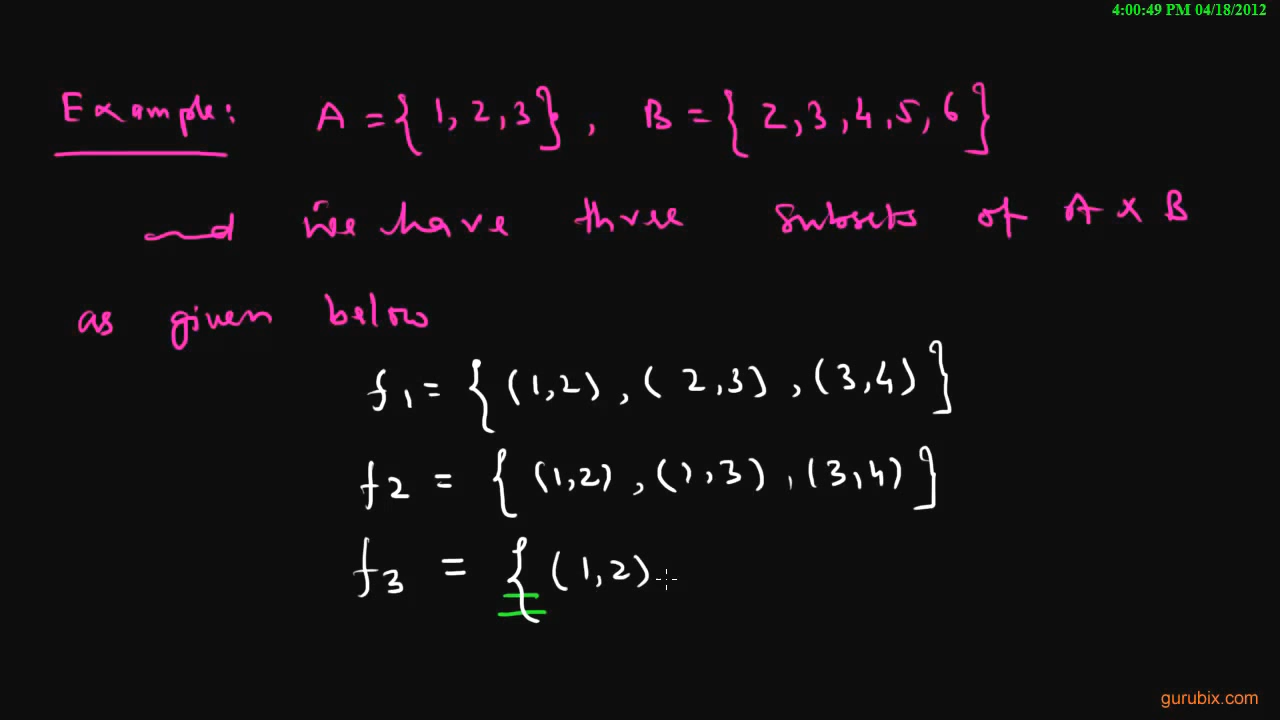 4:00:49 PM 04/18/2012
Example: A = { 1, 2, 3 } , B = { 2, 3, 4, 5, 6 }
and we have three subsets of A × B
as given below
f1 = { (1,2) , ( 2,3) , (3,4) }
f2 = { (1,2) , (1,3) , (3,4) }
f3 = { (1,2)
gurubix.com